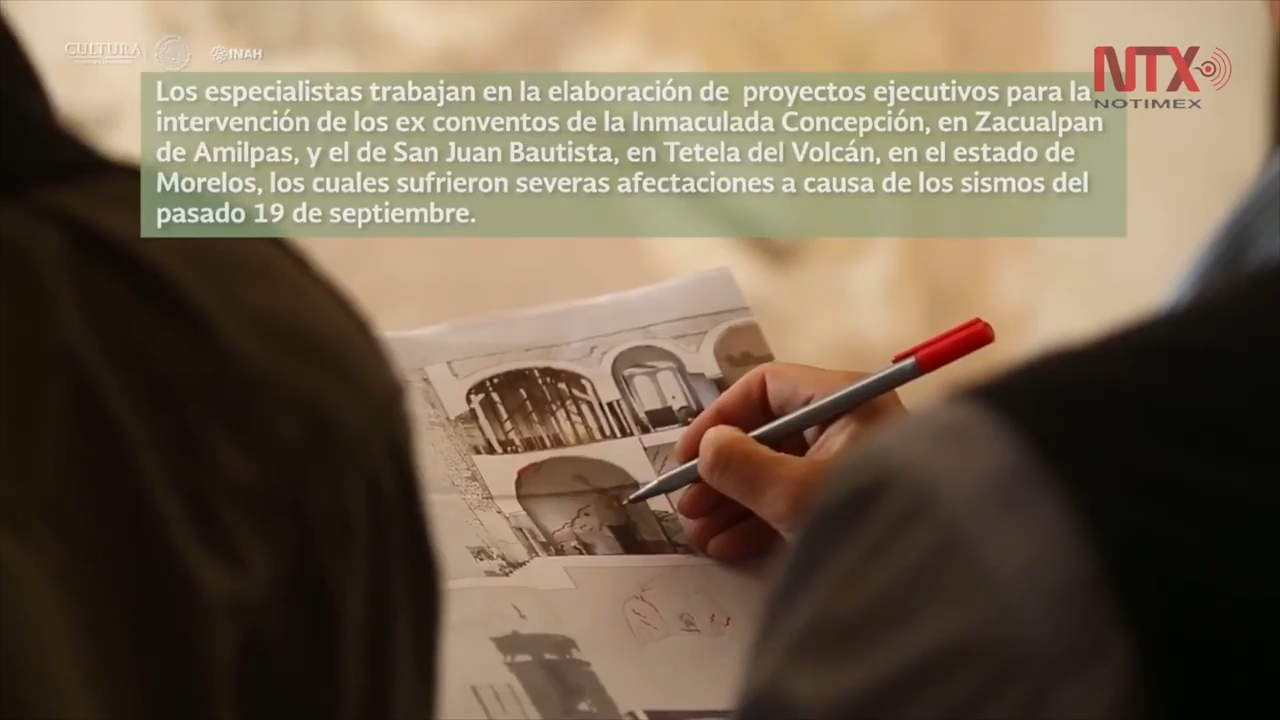 CULTURA
INAH
NTX
NOTIMEX
Los especialistas trabajan en la elaboración de proyectos ejecutivos para la
intervención de los ex conventos de la Inmaculada Concepción, en Zacualpan
de Amilpas, y el de San Juan Bautista, en Tetela del Volcán, en el estado de
Morelos, los cuales sufrieron severas afectaciones a causa de los sismos del
pasado 19 de septiembre.